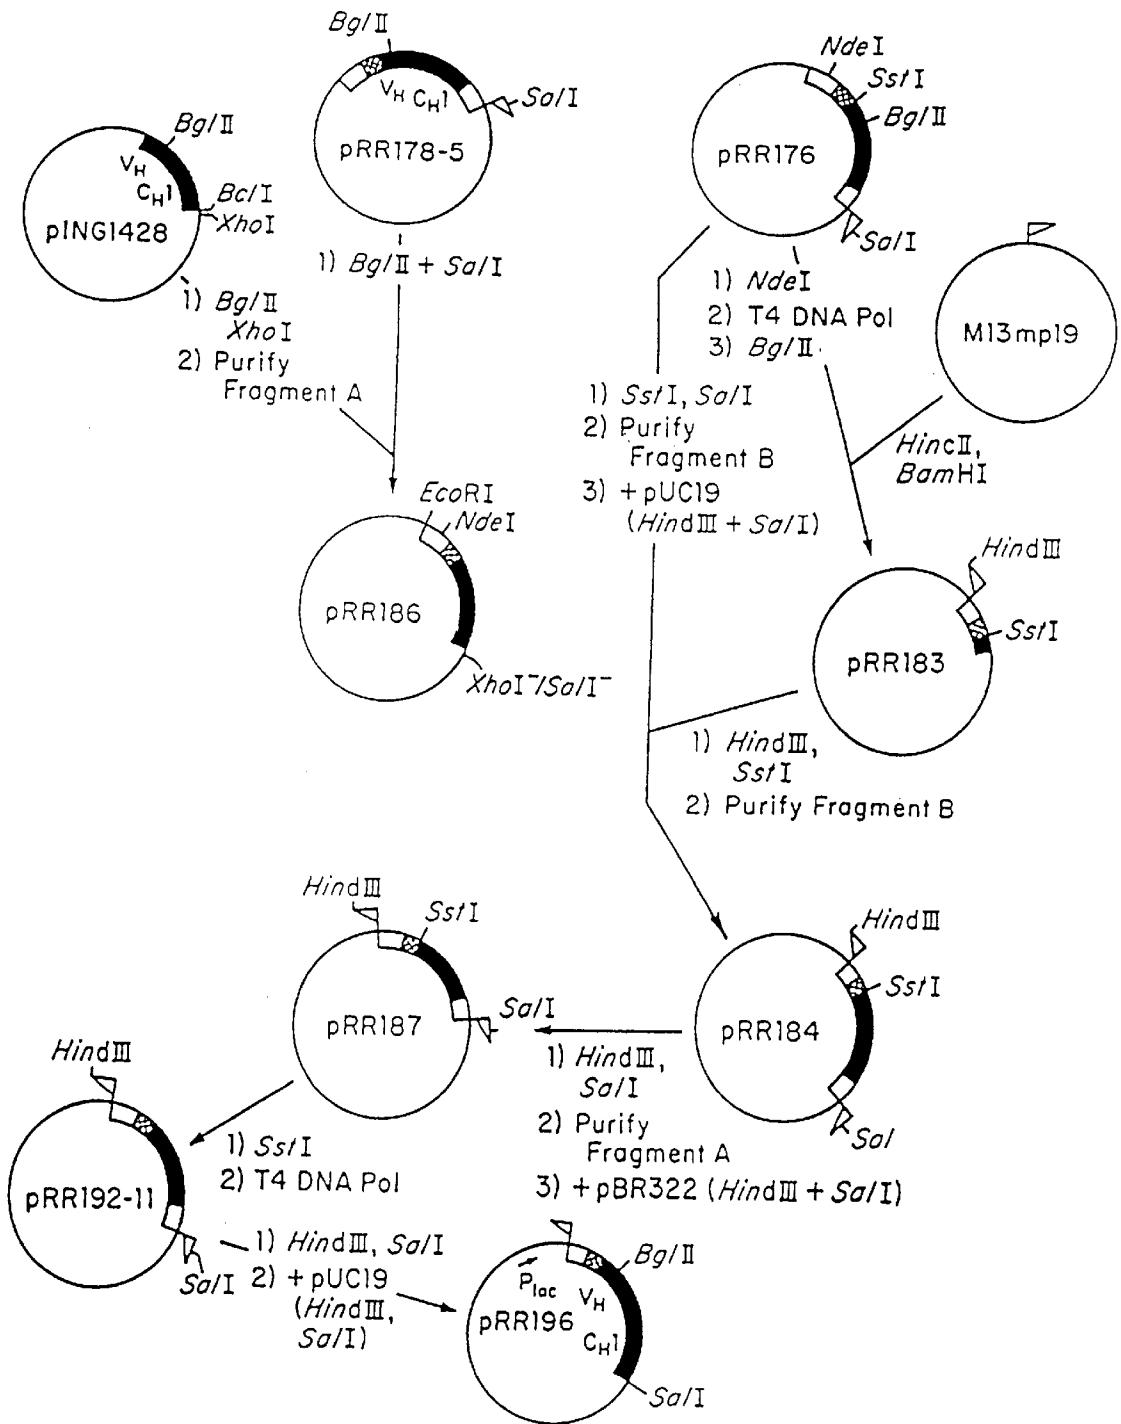 BglII
VH CH1
SalI
pRR178-5
NdeI
SstI
BglII
pRR176
SalI
BglII
VH
CH1
BclI
XhoI
pING1428
1) BglII
XhoI
2) Purify
Fragment A
1) BglII + SalI
1) NdeI
2) T4 DNA Pol
3) BglII
M13mp19
HincII,
BamHI
1) SstI, SalI
2) Purify
Fragment B
3) + pUC19
(HindIII + SalI)
EcoRI
NdeI
pRR186
XhoI⁻/SalI⁻
HindIII
SstI
pRR183
1) HindIII,
SstI
2) Purify Fragment B
HindIII
SstI
pRR187
SalI
HindIII
SstI
pRR184
Sal
1) HindIII,
SalI
2) Purify
Fragment A
3) + pBR322 (HindIII + SalI)
HindIII
pRR192-11
SalI
1) SstI
2) T4 DNA Pol
1) HindIII, SalI
2) + pUC19
(HindIII,
SalI)
Plac
BglII
VH
pRR196
CH1
SalI